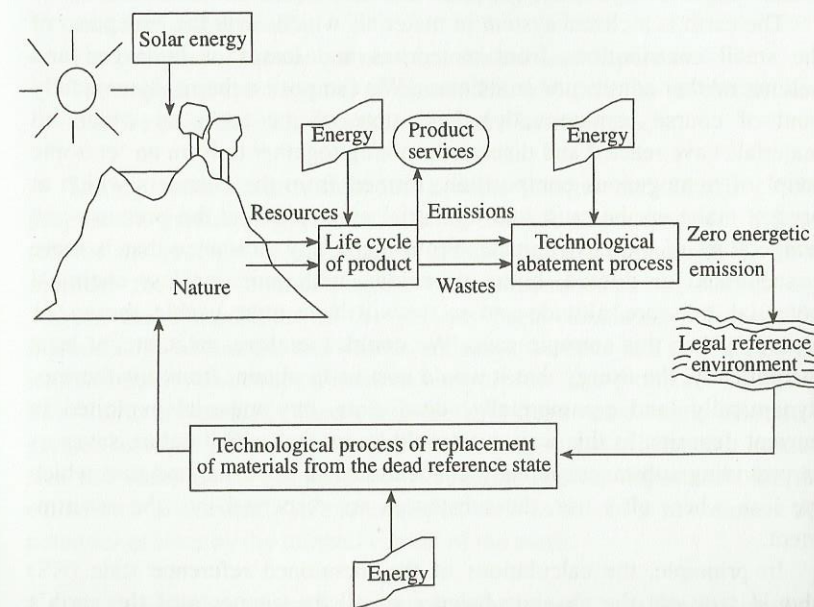 Solar energy
Energy
Product
services
Energy
Resources
Emissions
Life cycle
of product
Technological
abatement process
Zero energetic
emission
Nature
Wastes
Legal reference
environment
Technological process of replacement
of materials from the dead reference state
Energy